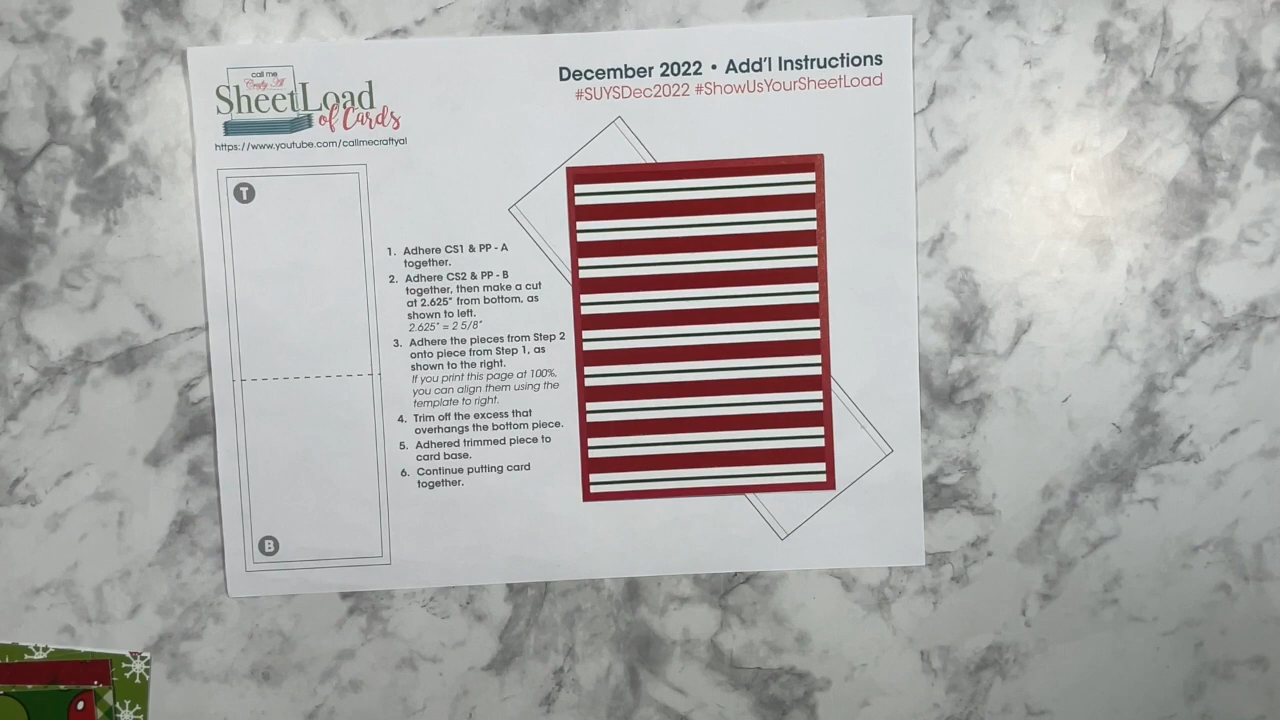 call me
Crafty Al
SheetLoad
of Cards
https://www.youtube.com/callmecraftyal
December 2022 • Add'l Instructions
#SUYSDec2022 #ShowUsYourSheetLoad
T
B
1. Adhere CS1 & PP - A
together.
2. Adhere CS2 & PP - B
together, then make a cut
at 2.625" from bottom, as
shown to left.
2.625" = 2 5/8"
3. Adhere the pieces from Step 2
onto piece from Step 1, as
shown to the right.
If you print this page at 100%,
you can align them using the
template to right.
4. Trim off the excess that
overhangs the bottom piece.
5. Adhered trimmed piece to
card base.
6. Continue putting card
together.